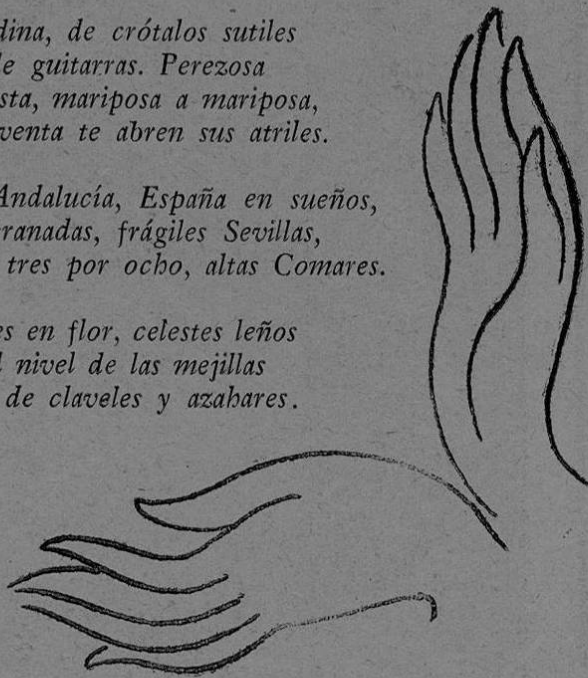 dina, de crótalos sutiles
le guitarras. Perezosa
sta, mariposa a mariposa,
venta te abren sus atriles.
Andalucía, España en sueños,
ranadas, frágiles Sevillas,
tres por ocho, altas Comares.
es en flor, celestes leños
l nivel de las mejillas
de claveles y azahares.